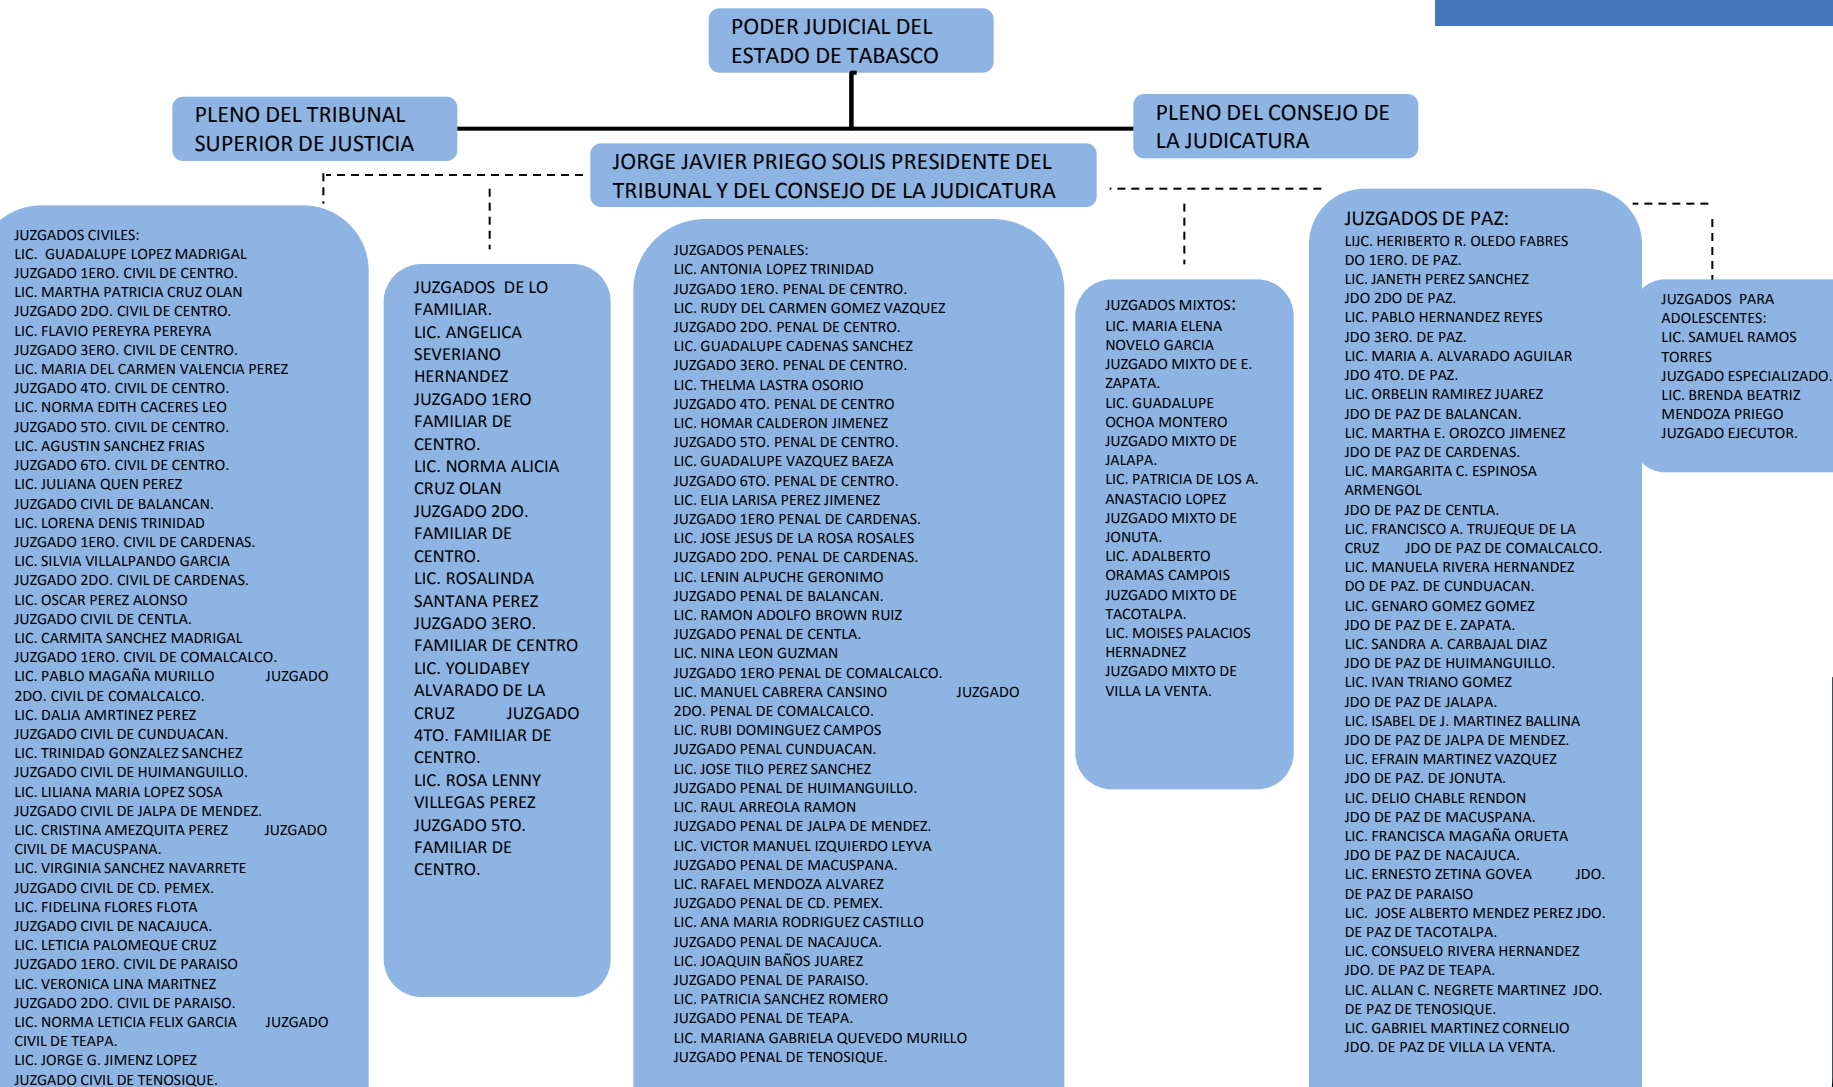 PODER JUDICIAL DEL
ESTADO DE TABASCO
PLENO DEL TRIBUNAL
SUPERIOR DE JUSTICIA
PLENO DEL CONSEJO DE
LA JUDICATURA
JORGE JAVIER PRIEGO SOLIS PRESIDENTE DEL
TRIBUNAL Y DEL CONSEJO DE LA JUDICATURA
JUZGADOS CIVILES:
LIC. GUADALUPE LOPEZ MADRIGAL
JUZGADO 1ERO. CIVIL DE CENTRO.
LIC. MARTHA PATRICIA CRUZ OLAN
JUZGADO 2DO. CIVIL DE CENTRO.
LIC. FLAVIO PEREYRA PEREYRA
JUZGADO 3ERO. CIVIL DE CENTRO.
LIC. MARIA DEL CARMEN VALENCIA PEREZ
JUZGADO 4TO. CIVIL DE CENTRO.
LIC. NORMA EDITH CACERES LEO
JUZGADO 5TO. CIVIL DE CENTRO.
LIC. AGUSTIN SANCHEZ FRIAS
JUZGADO 6TO. CIVIL DE CENTRO.
LIC. JULIANA QUEN PEREZ
JUZGADO CIVIL DE BALANCAN.
LIC. LORENA DENIS TRINIDAD
JUZGADO 1ERO. CIVIL DE CARDENAS.
LIC. SILVIA VILLALPANDO GARCIA
JUZGADO 2DO. CIVIL DE CARDENAS.
LIC. OSCAR PEREZ ALONSO
JUZGADO CIVIL DE CENTLA.
LIC. CARMITA SANCHEZ MADRIGAL
JUZGADO 1ERO. CIVIL DE COMALCALCO.
LIC. PABLO MAGAÑA MURILLO JUZGADO
2DO. CIVIL DE COMALCALCO.
LIC. DALIA AMRTINEZ PEREZ
JUZGADO CIVIL DE CUNDUACAN.
LIC. TRINIDAD GONZALEZ SANCHEZ
JUZGADO CIVIL DE HUIMANGUILLO.
LIC. LILIANA MARIA LOPEZ SOSA
JUZGADO CIVIL DE JALPA DE MENDEZ.
LIC. CRISTINA AMEZQUITA PEREZ JUZGADO
CIVIL DE MACUSPANA.
LIC. VIRGINIA SANCHEZ NAVARRETE
JUZGADO CIVIL DE CD. PEMEX.
LIC. FIDELINA FLORES FLOTA
JUZGADO CIVIL DE NACAJUCA.
LIC. LETICIA PALOMEQUE CRUZ
JUZGADO 1ERO. CIVIL DE PARAISO
LIC. VERONICA LINA MARITNEZ
JUZGADO 2DO. CIVIL DE PARAISO.
LIC. NORMA LETICIA FELIX GARCIA JUZGADO
CIVIL DE TEAPA.
LIC. JORGE G. JIMENZ LOPEZ
JUZGADO CIVIL DE TENOSIQUE.
JUZGADOS DE LO
FAMILIAR.
LIC. ANGELICA
SEVERIANO
HERNANDEZ
JUZGADO 1ERO
FAMILIAR DE
CENTRO.
LIC. NORMA ALICIA
CRUZ OLAN
JUZGADO 2DO.
FAMILIAR DE
CENTRO.
LIC. ROSALINDA
SANTANA PEREZ
JUZGADO 3ERO.
FAMILIAR DE CENTRO
LIC. YOLIDABEY
ALVARADO DE LA
CRUZ JUZGADO
4TO. FAMILIAR DE
CENTRO.
LIC. ROSA LENNY
VILLEGAS PEREZ
JUZGADO 5TO.
FAMILIAR DE
CENTRO.
JUZGADOS PENALES:
LIC. ANTONIA LOPEZ TRINIDAD
JUZGADO 1ERO. PENAL DE CENTRO.
LIC. RUDY DEL CARMEN GOMEZ VAZQUEZ
JUZGADO 2DO. PENAL DE CENTRO.
LIC. GUADALUPE CADENAS SANCHEZ
JUZGADO 3ERO. PENAL DE CENTRO.
LIC. THELMA LASTRA OSORIO
JUZGADO 4TO. PENAL DE CENTRO
LIC. HOMAR CALDERON JIMENEZ
JUZGADO 5TO. PENAL DE CENTRO.
LIC. GUADALUPE VAZQUEZ BAEZA
JUZGADO 6TO. PENAL DE CENTRO.
LIC. ELIA LARISA PEREZ JIMENEZ
JUZGADO 1ERO PENAL DE CARDENAS.
LIC. JOSE JESUS DE LA ROSA ROSALES
JUZGADO 2DO. PENAL DE CARDENAS.
LIC. LENIN ALPUCHE GERONIMO
JUZGADO PENAL DE BALANCAN.
LIC. RAMON ADOLFO BROWN RUIZ
JUZGADO PENAL DE CENTLA.
LIC. NINA LEON GUZMAN
JUZGADO 1ERO PENAL DE COMALCALCO.
LIC. MANUEL CABRERA CANSINO JUZGADO
2DO. PENAL DE COMALCALCO.
LIC. RUBI DOMINGUEZ CAMPOS
JUZGADO PENAL CUNDUACAN.
LIC. JOSE TILO PEREZ SANCHEZ
JUZGADO PENAL DE HUIMANGUILLO.
LIC. RAUL ARREOLA RAMON
JUZGADO PENAL DE JALPA DE MENDEZ.
LIC. VICTOR MANUEL IZQUIERDO LEYVA
JUZGADO PENAL DE MACUSPANA.
LIC. RAFAEL MENDOZA ALVAREZ
JUZGADO PENAL DE CD. PEMEX.
LIC. ANA MARIA RODRIGUEZ CASTILLO
JUZGADO PENAL DE NACAJUCA.
LIC. JOAQUIN BAÑOS JUAREZ
JUZGADO PENAL DE PARAISO.
LIC. PATRICIA SANCHEZ ROMERO
JUZGADO PENAL DE TEAPA.
LIC. MARIANA GABRIELA QUEVEDO MURILLO
JUZGADO PENAL DE TENOSIQUE.
JUZGADOS MIXTOS:
LIC. MARIA ELENA
NOVELO GARCIA
JUZGADO MIXTO DE E.
ZAPATA.
LIC. GUADALUPE
OCHOA MONTERO
JUZGADO MIXTO DE
JALAPA.
LIC. PATRICIA DE LOS A.
ANASTACIO LOPEZ
JUZGADO MIXTO DE
JONUTA.
LIC. ADALBERTO
ORAMAS CAMPOIS
JUZGADO MIXTO DE
TACOTALPA.
LIC. MOISES PALACIOS
HERNADNEZ
JUZGADO MIXTO DE
VILLA LA VENTA.
JUZGADOS DE PAZ:
LIJC. HERIBERTO R. OLEDO FABRES
DO 1ERO. DE PAZ.
LIC. JANETH PEREZ SANCHEZ
JDO 2DO DE PAZ.
LIC. PABLO HERNANDEZ REYES
JDO 3ERO. DE PAZ.
LIC. MARIA A. ALVARADO AGUILAR
JDO 4TO. DE PAZ.
LIC. ORBELIN RAMIREZ JUAREZ
JDO DE PAZ DE BALANCAN.
LIC. MARTHA E. OROZCO JIMENEZ
JDO DE PAZ DE CARDENAS.
LIC. MARGARITA C. ESPINOSA
ARMENGOL
JDO DE PAZ DE CENTLA.
LIC. FRANCISCO A. TRUJEQUE DE LA
CRUZ JDO DE PAZ DE COMALCALCO.
LIC. MANUELA RIVERA HERNANDEZ
DO DE PAZ. DE CUNDUACAN.
LIC. GENARO GOMEZ GOMEZ
JDO DE PAZ DE E. ZAPATA.
LIC. SANDRA A. CARBAJAL DIAZ
JDO DE PAZ DE HUIMANGUILLO.
LIC. IVAN TRIANO GOMEZ
JDO DE PAZ DE JALAPA.
LIC. ISABEL DE J. MARTINEZ BALLINA
JDO DE PAZ DE JALPA DE MENDEZ.
LIC. EFRAIN MARTINEZ VAZQUEZ
JDO DE PAZ. DE JONUTA.
LIC. DELIO CHABLE RENDON
JDO DE PAZ DE MACUSPANA.
LIC. FRANCISCA MAGAÑA ORUETA
JDO DE PAZ DE NACAJUCA.
LIC. ERNESTO ZETINA GOVEA JDO.
DE PAZ DE PARAISO
LIC. JOSE ALBERTO MENDEZ PEREZ JDO.
DE PAZ DE TACOTALPA.
LIC. CONSUELO RIVERA HERNANDEZ
JDO. DE PAZ DE TEAPA.
LIC. ALLAN C. NEGRETE MARTINEZ JDO.
DE PAZ DE TENOSIQUE.
LIC. GABRIEL MARTINEZ CORNELIO
JDO. DE PAZ DE VILLA LA VENTA.
JUZGADOS PARA
ADOLESCENTES:
LIC. SAMUEL RAMOS
TORRES
JUZGADO ESPECIALIZADO.
LIC. BRENDA BEATRIZ
MENDOZA PRIEGO
JUZGADO EJECUTOR.